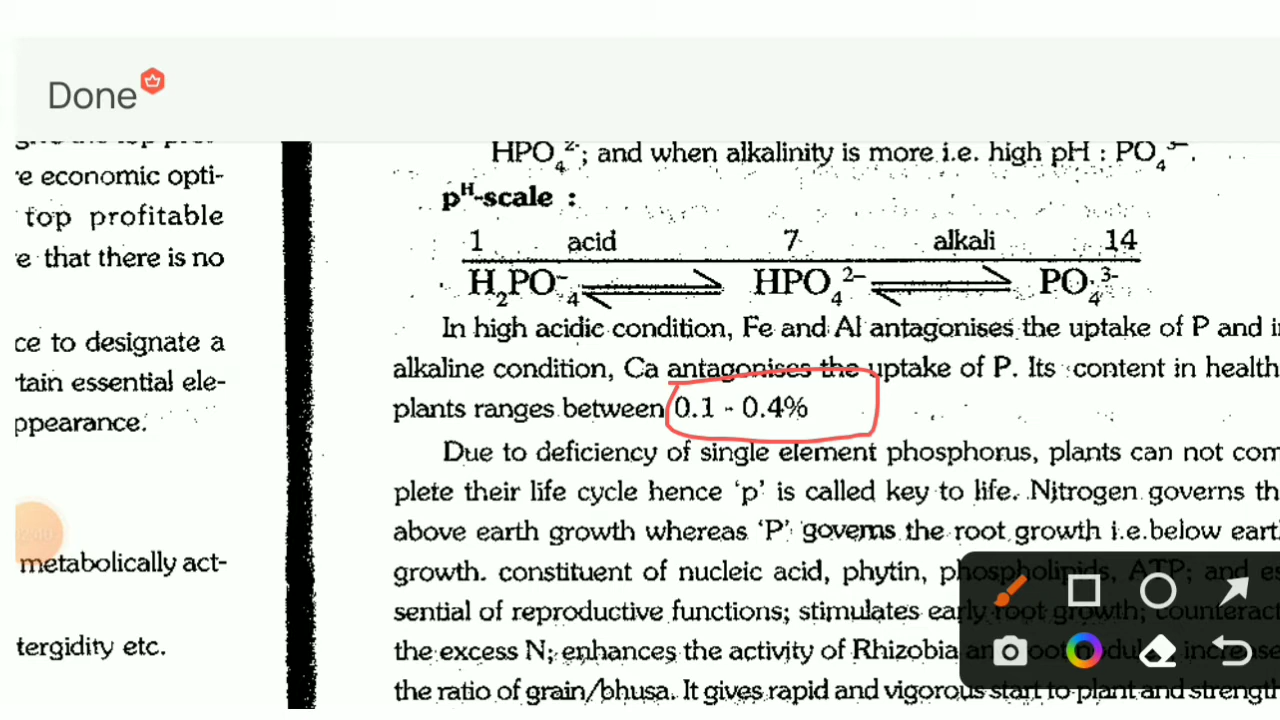 Done
re economic opti-
top profitable
re that there is no
ce to designate a
rtain essential ele-
ppearance.
metabolically act-
tergidity etc.
HPO₄²⁻; and when alkalinity is more i.e. high pH : PO₄³⁻.
pᴴ-scale :
1 acid 7 alkali 14
H₂PO₄⁻ ⇌ HPO₄²⁻ ⇌ PO₄³⁻
In high acidic condition, Fe and Al antagonises the uptake of P and i
alkaline condition, Ca antagonises the uptake of P. Its content in health
plants ranges between 0.1 - 0.4%
Due to deficiency of single element phosphorus, plants can not com
plete their life cycle hence ‘p’ is called key to life. Nitrogen governs th
above earth growth whereas ‘P’ governs the root growth i.e.below eart
growth. constituent of nucleic acid, phytin, phospholipids, ATP; and es
sential of reproductive functions; stimulates early root growth; counteract
the excess N; enhances the activity of Rhizobia and root nodul increase
the ratio of grain/bhusa. It gives rapid and vigorous start to plant and strength